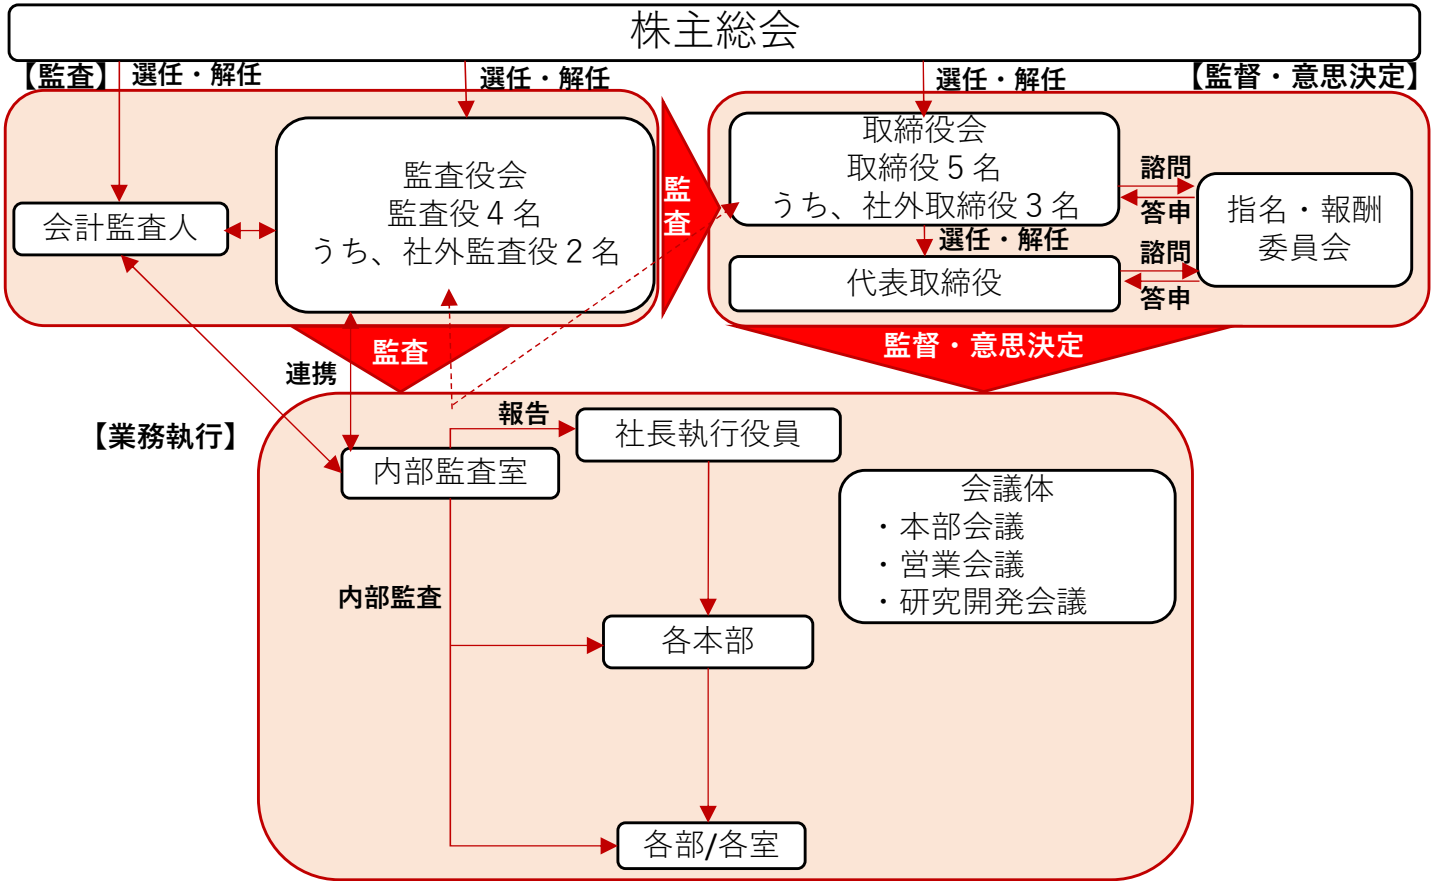 株主総会
【監査】
選任・解任
選任・解任
選任・解任
【監督・意思決定】
会計監査人
監査役会
監査役4名
うち、社外監査役2名
監
査
取締役会
取締役5名
うち、社外取締役3名
諮問
答申
指名・報酬
委員会
選任・解任
代表取締役
諮問
答申
監査
監督・意思決定
連携
【業務執行】
報告
社長執行役員
内部監査室
会議体
・本部会議
・営業会議
・研究開発会議
内部監査
各本部
各部/各室